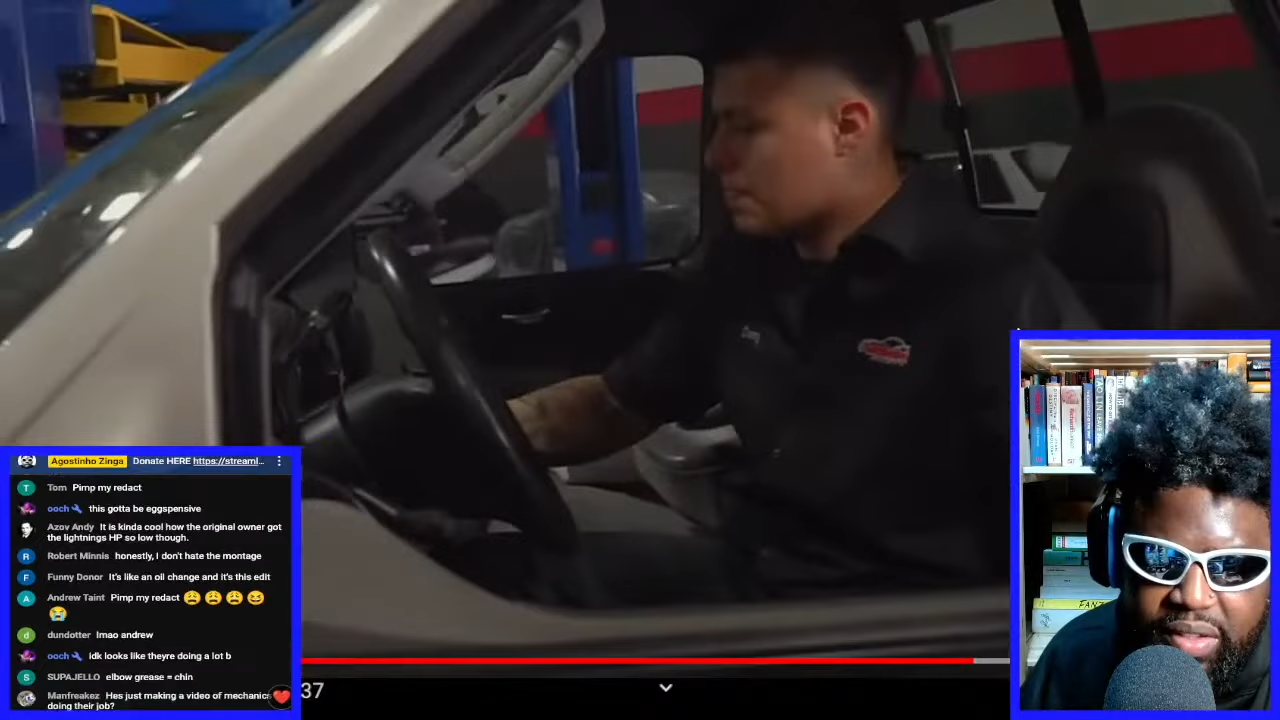 Agostinho Zinga Donate HERE https://streaml...
Tom Pimp my redact
ooch this gotta be eggspensive
Azov Andy It is kinda cool how the original owner got
the lightnings HP so low though.
Robert Minnis honestly, I don't hate the montage
Funny Donor It's like an oil change and it's this edit
Andrew Taint Pimp my redact 😩😩😩😆
😭
dundotter lmao andrew
ooch idk looks like theyre doing a lot b
SUPAJELLO elbow grease = chin
Manfreakez Hes just making a video of mechanics
doing their job?
37